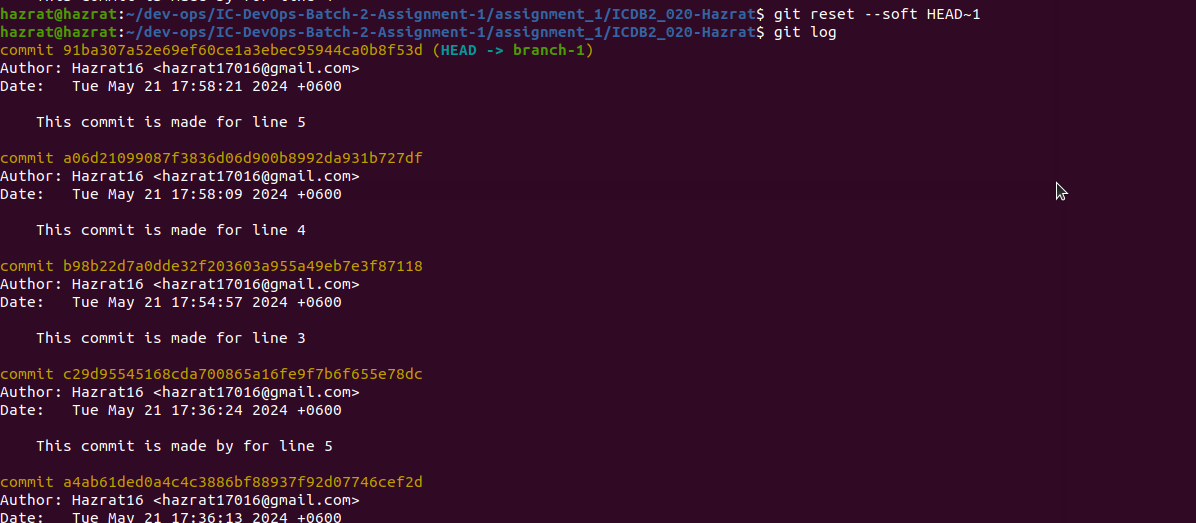 hazrat@hazrat:~/dev-ops/IC-DevOps-Batch-2-Assignment-1/assignment_1/ICDB2_020-Hazrat$ git reset --soft HEAD~1
hazrat@hazrat:~/dev-ops/IC-DevOps-Batch-2-Assignment-1/assignment_1/ICDB2_020-Hazrat$ git log
commit 91ba307a52e69ef60ce1a3ebec95944ca0b8f53d (HEAD -> branch-1)
Author: Hazrat16 <hazrat17016@gmail.com>
Date:   Tue May 21 17:58:21 2024 +0600
    This commit is made for line 5
commit a06d21099087f3836d06d900b8992da931b727df
Author: Hazrat16 <hazrat17016@gmail.com>
Date:   Tue May 21 17:58:09 2024 +0600
    This commit is made for line 4
commit b98b22d7a0dde32f203603a955a49eb7e3f87118
Author: Hazrat16 <hazrat17016@gmail.com>
Date:   Tue May 21 17:54:57 2024 +0600
    This commit is made for line 3
commit c29d95545168cda700865a16fe9f7b6f655e78dc
Author: Hazrat16 <hazrat17016@gmail.com>
Date:   Tue May 21 17:36:24 2024 +0600
    This commit is made by for line 5
commit a4ab61ded0a4c4c3886bf88937f92d07746cef2d
Author: Hazrat16 <hazrat17016@gmail.com>
Date:   Tue May 21 17:36:13 2024 +0600